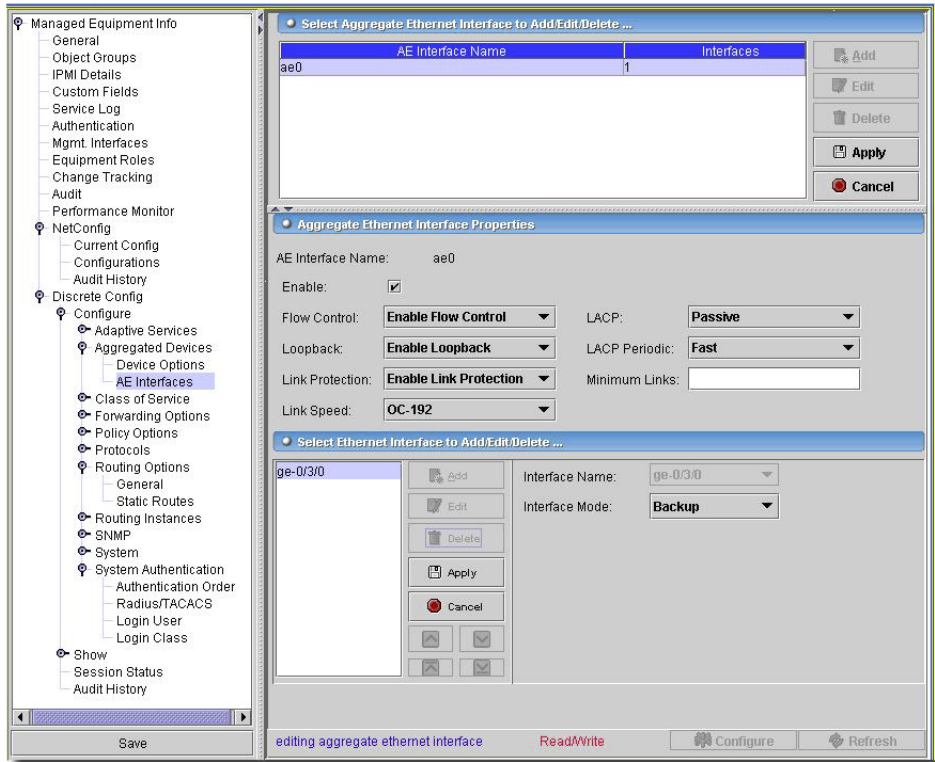 Managed Equipment Info
General
Object Groups
IPMI Details
Custom Fields
Service Log
Authentication
Mgmt. Interfaces
Equipment Roles
Change Tracking
Audit
Performance Monitor
NetConfig
Current Config
Configurations
Audit History
Discrete Config
Configure
Adaptive Services
Aggregated Devices
Device Options
AE Interfaces
Class of Service
Forwarding Options
Policy Options
Protocols
Routing Options
General
Static Routes
Routing Instances
SNMP
System
System Authentication
Authentication Order
Radius/TACACS
Login User
Login Class
Show
Session Status
Audit History
Save
Select Aggregate Ethernet Interface to Add/Edit/Delete ...
AE Interface Name Interfaces
ae0 1
Add
Edit
Delete
Apply
Cancel
Aggregate Ethernet Interface Properties
AE Interface Name: ae0
Enable:
Flow Control: Enable Flow Control LACP: Passive
Loopback: Enable Loopback LACP Periodic: Fast
Link Protection: Enable Link Protection Minimum Links:
Link Speed: OC-192
Select Ethernet Interface to Add/Edit/Delete ...
ge-0/3/0
Add
Edit
Delete
Apply
Cancel
Interface Name: ge-0/3/0
Interface Mode: Backup
editing aggregate ethernet interface Read/Write Configure Refresh